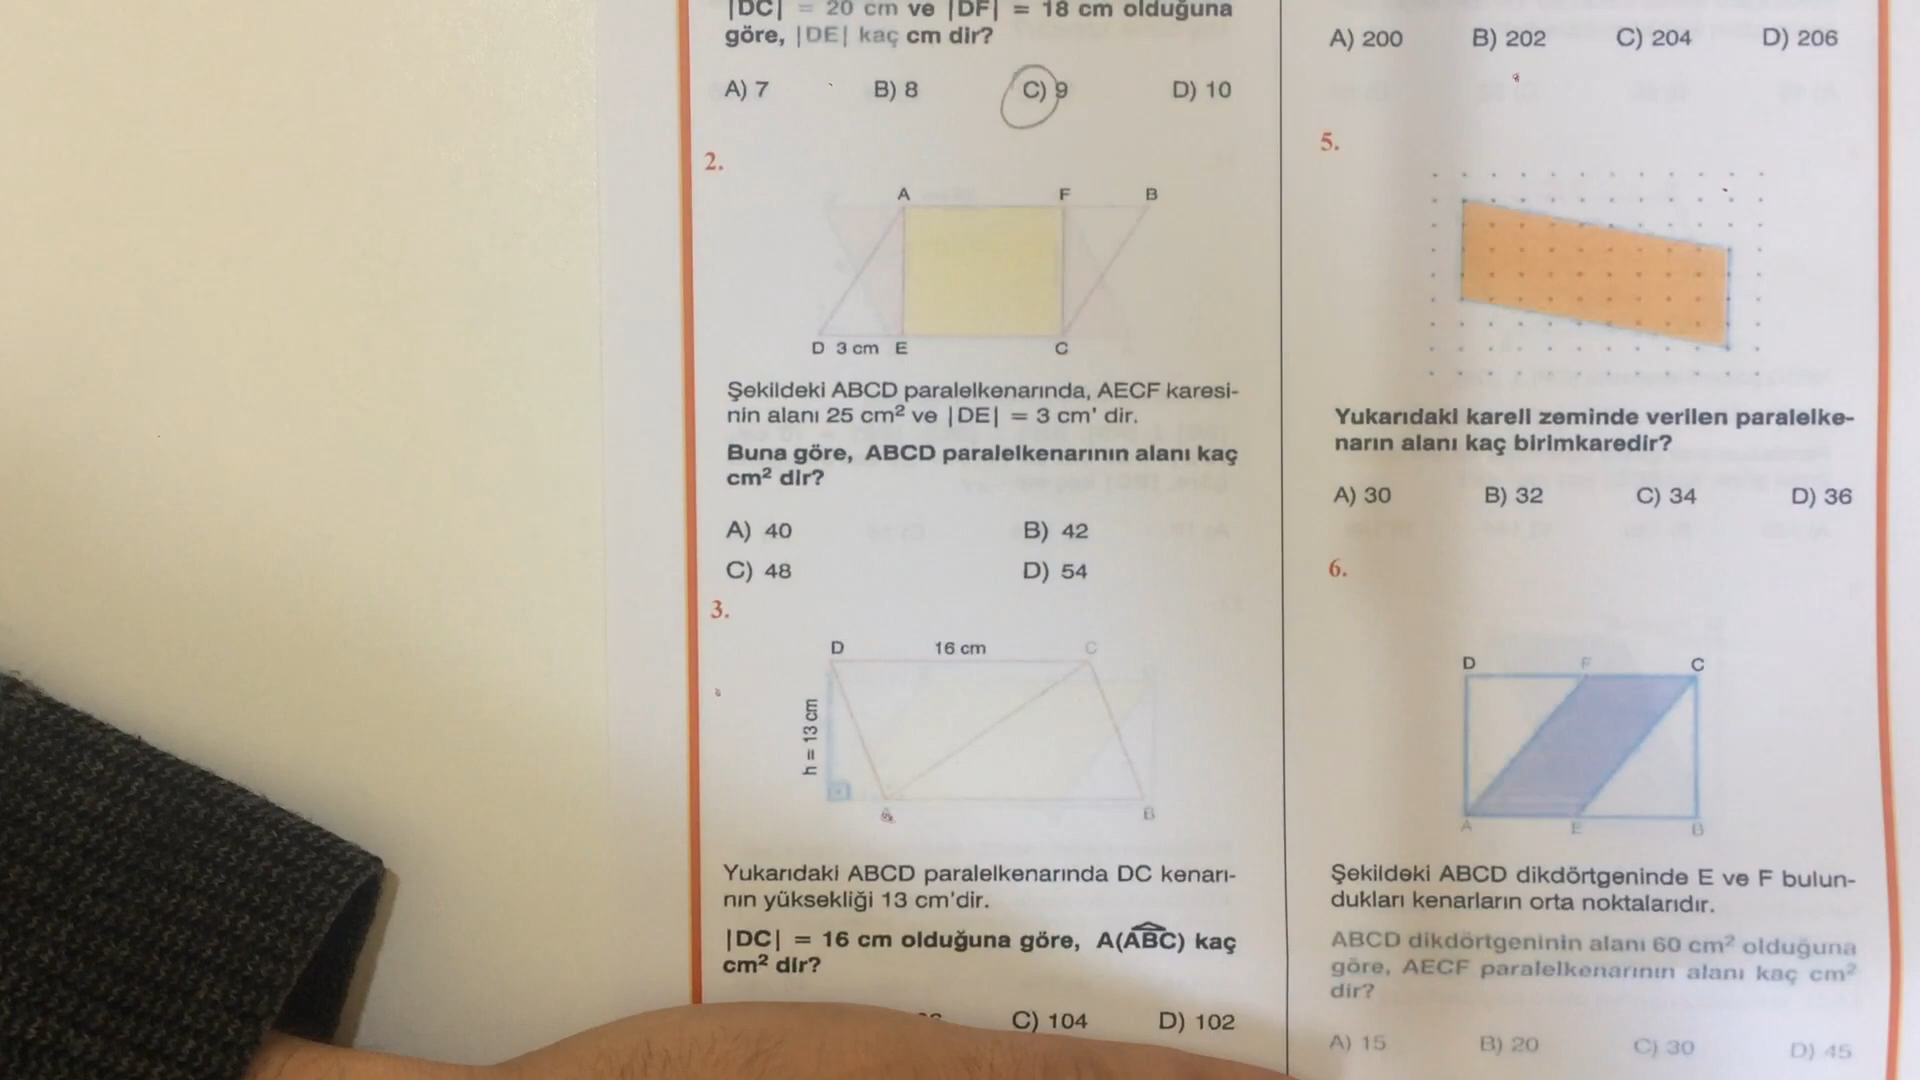 |DC| = 20 cm ve |DF| = 18 cm olduğuna
göre, |DE| kaç cm dir?
A) 7 B) 8 C) 9 D) 10
2.
A F B
D 3 cm E C
Şekildeki ABCD paralelkenarında, AECF karesi-
nin alanı 25 cm² ve |DE| = 3 cm' dir.
Buna göre, ABCD paralelkenarının alanı kaç
cm² dir?
A) 40 B) 42
C) 48 D) 54
3.
D 16 cm C
h = 13 cm
A B
Yukarıdaki ABCD paralelkenarında DC kenarı-
nın yüksekliği 13 cm'dir.
|DC| = 16 cm olduğuna göre, A(ABC) kaç
cm² dir?
C) 104 D) 102
A) 200 B) 202 C) 204 D) 206
5.
Yukarıdaki kareli zeminde verilen paralelke-
narın alanı kaç birimkaredir?
A) 30 B) 32 C) 34 D) 36
6.
D F C
A E B
Şekildeki ABCD dikdörtgeninde E ve F bulun-
dukları kenarların orta noktalarıdır.
ABCD dikdörtgeninin alanı 60 cm² olduğuna
göre, AECF paralelkenarının alanı kaç cm²
dir?
A) 15 B) 20 C) 30 D) 45